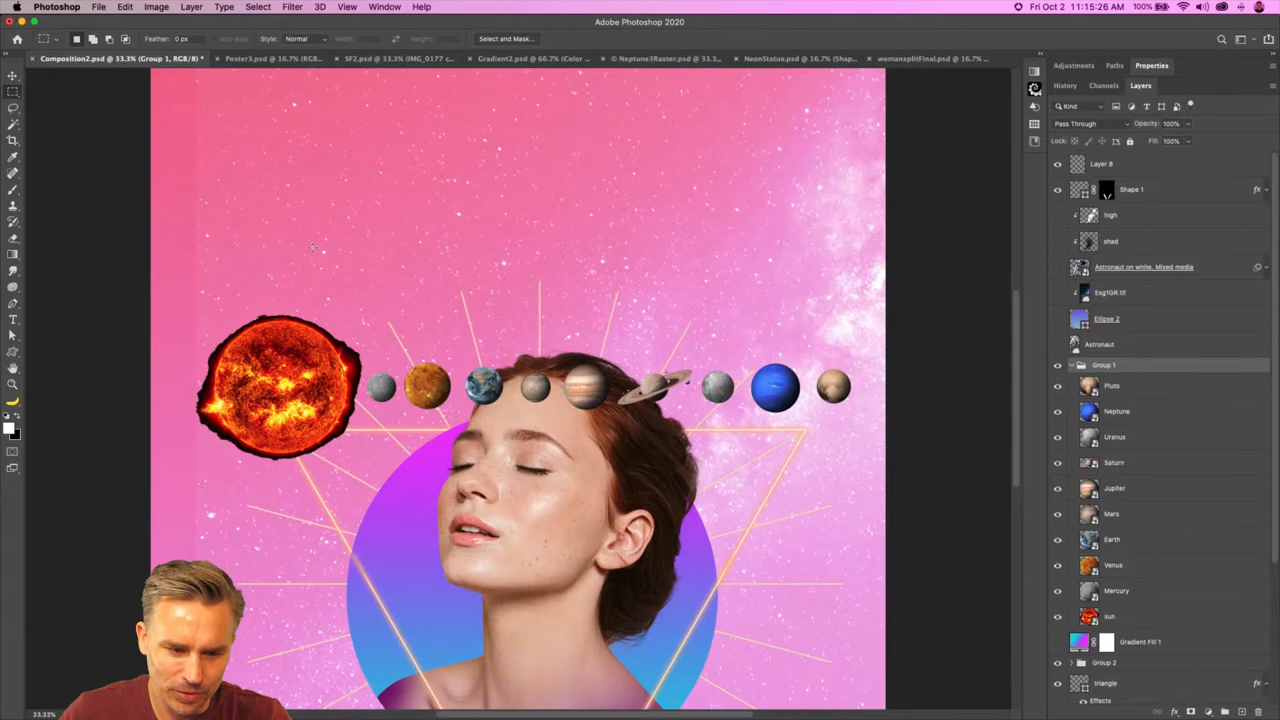 Photoshop File Edit Image Layer Type Select Filter 3D View Window Help
100% Fri Oct 2 11:15:26 AM
Adobe Photoshop 2020
Feather: 0 px Anti-alias Style: Normal Width: Height: Select and Mask...
Composition2.psd @ 33.3% (Group 1, RGB/8) *
Poster3.psd @ 16.7% (RGB...
SF2.psd @ 33.3% (IMG_0177 c...
Gradient2.psd @ 66.7% (Color ...
© Neptune3Raster.psd @ 33.3...
NeonStatue.psd @ 16.7% (Shap...
womansplitFinal.psd @ 16.7% ...
Adjustments Paths Properties
History Channels Layers
Kind
Pass Through Opacity: 100%
Lock: Fill: 100%
Layer 8
Shape 1 fx
high
shad
Astronaut on white. Mixed media
Esg1GR.tif
Ellipse 2
Astronaut
Group 1
Pluto
Neptune
Uranus
Saturn
Jupiter
Mars
Earth
Venus
Mercury
sun
Gradient Fill 1
Group 2
triangle fx
Effects
33.33%